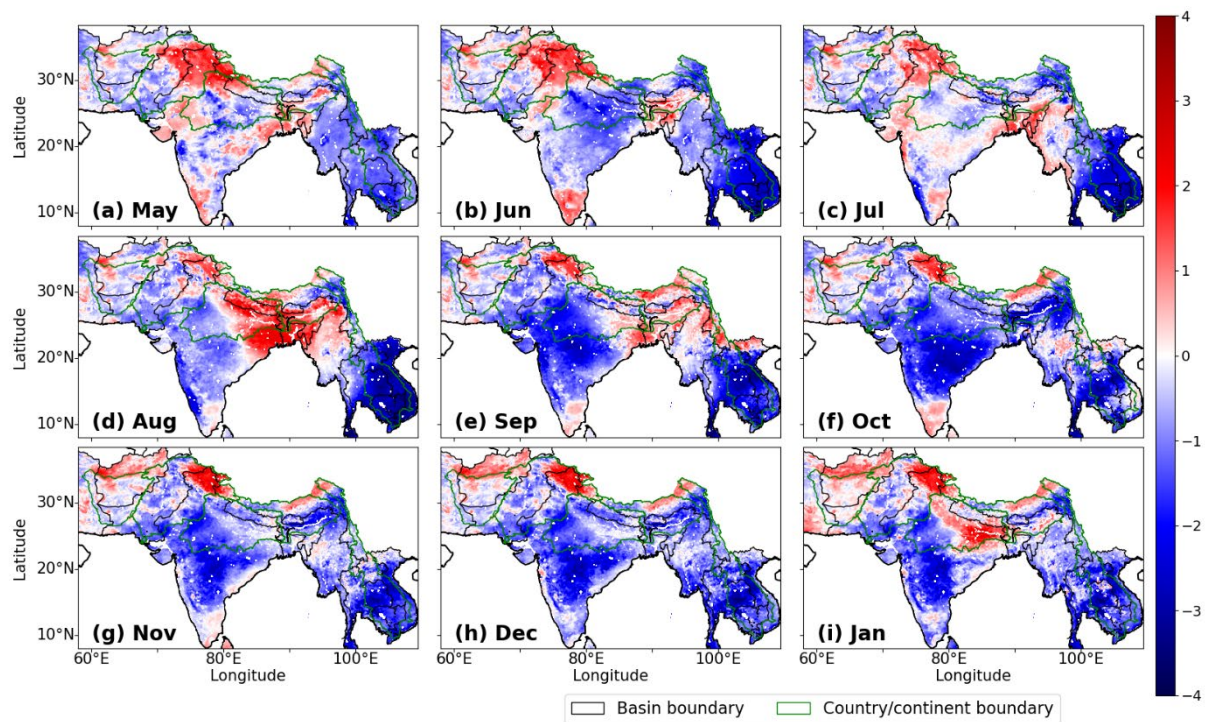 4
30°N
20°N
10°N
Latitude
(a) May
(b) Jun
(c) Jul
3
2
1
30°N
20°N
10°N
Latitude
(d) Aug
(e) Sep
(f) Oct
0
−1
30°N
20°N
10°N
Latitude
(g) Nov
(h) Dec
(i) Jan
−2
−3
−4
60°E 80°E 100°E 60°E 80°E 100°E 60°E 80°E 100°E
Longitude Longitude Longitude
Basin boundary Country/continent boundary